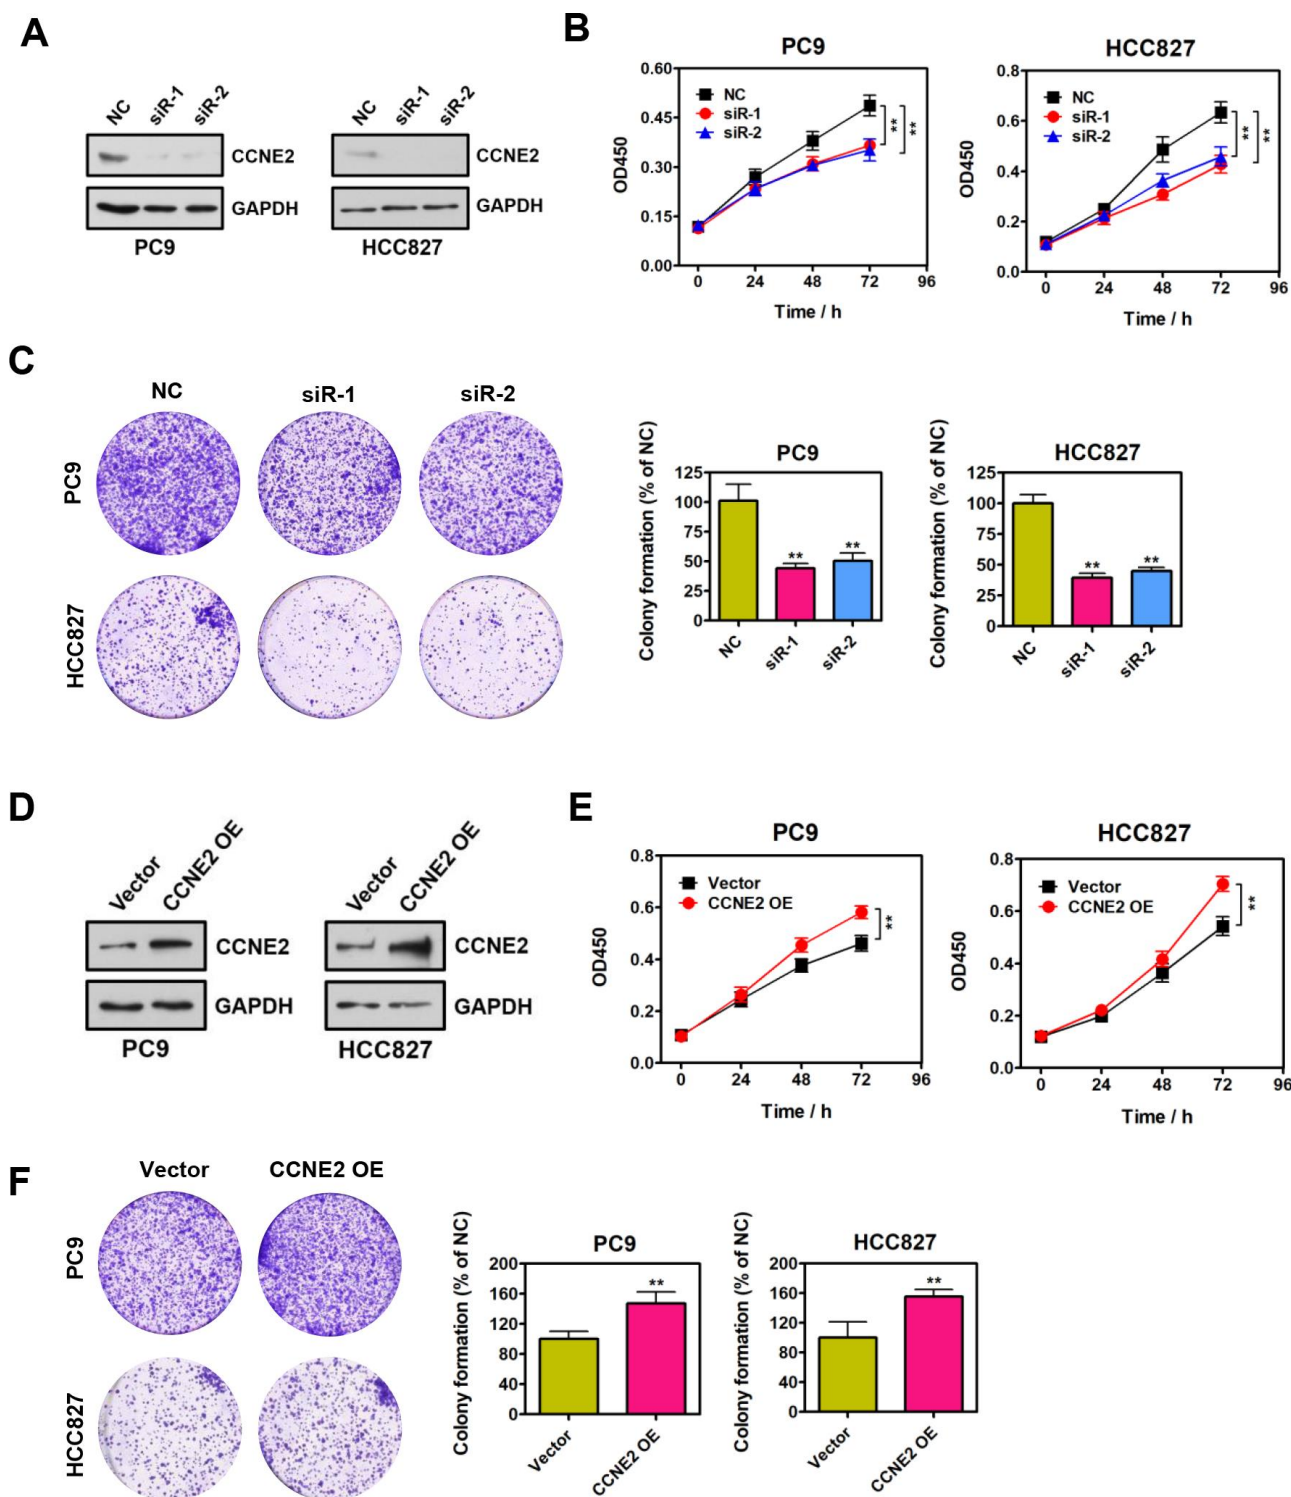 A
NC siR-1 siR-2
CCNE2
GAPDH
PC9
NC siR-1 siR-2
CCNE2
GAPDH
HCC827
B
PC9
OD450
0.60
0.45
0.30
0.15
0.00
NC
siR-1
siR-2
**
**
0 24 48 72 96
Time / h
HCC827
OD450
0.8
0.6
0.4
0.2
0.0
NC
siR-1
siR-2
**
**
0 24 48 72 96
Time / h
C
NC siR-1 siR-2
PC9
HCC827
PC9
Colony formation (% of NC)
125
100
75
50
25
0
** **
NC siR-1 siR-2
HCC827
Colony formation (% of NC)
125
100
75
50
25
0
** **
NC siR-1 siR-2
D
Vector CCNE2 OE
CCNE2
GAPDH
PC9
Vector CCNE2 OE
CCNE2
GAPDH
HCC827
E
PC9
OD450
0.8
0.6
0.4
0.2
0.0
Vector
CCNE2 OE
**
0 24 48 72 96
Time / h
HCC827
OD450
0.8
0.6
0.4
0.2
0.0
Vector
CCNE2 OE
**
0 24 48 72 96
Time / h
F
Vector CCNE2 OE
PC9
HCC827
PC9
Colony formation (% of NC)
200
160
120
80
40
0
**
Vector CCNE2 OE
HCC827
Colony formation (% of NC)
200
160
120
80
40
0
**
Vector CCNE2 OE